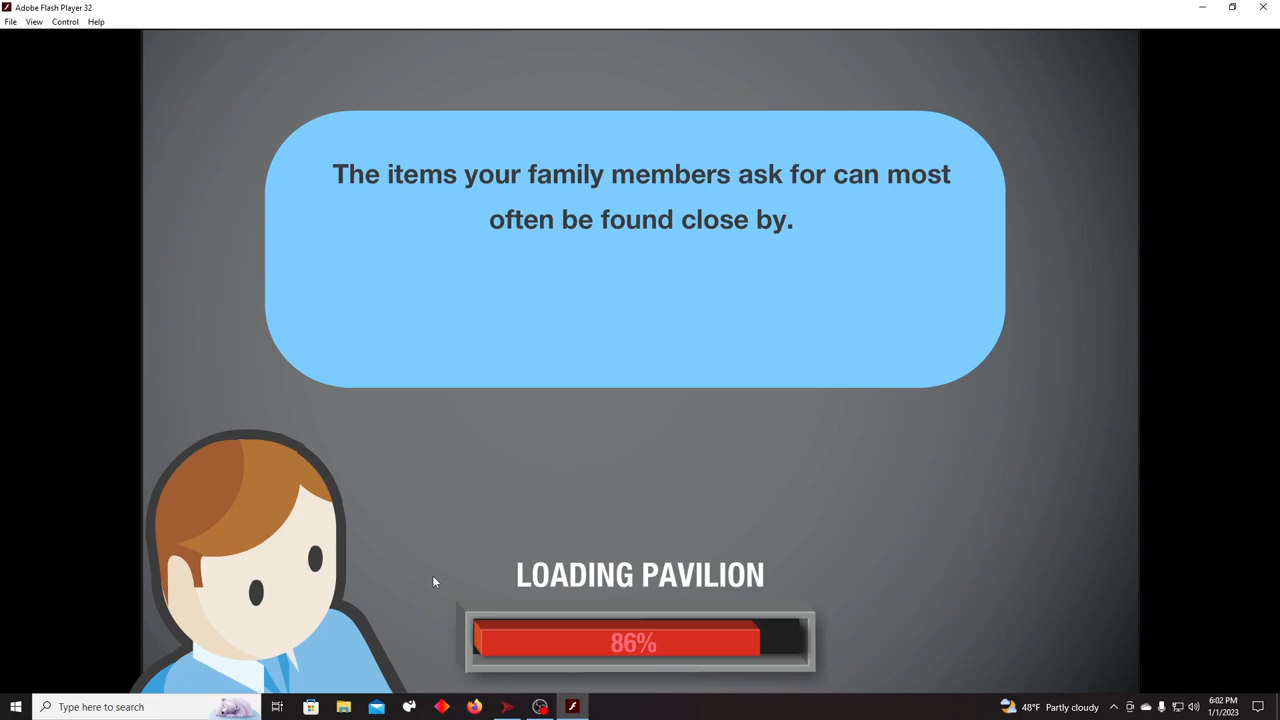 Adobe Flash Player 32
File View Control Help
The items your family members ask for can most
often be found close by.
LOADING PAVILION
86%
Type here to search
48°F Partly cloudy
6:02 PM
1/1/2023